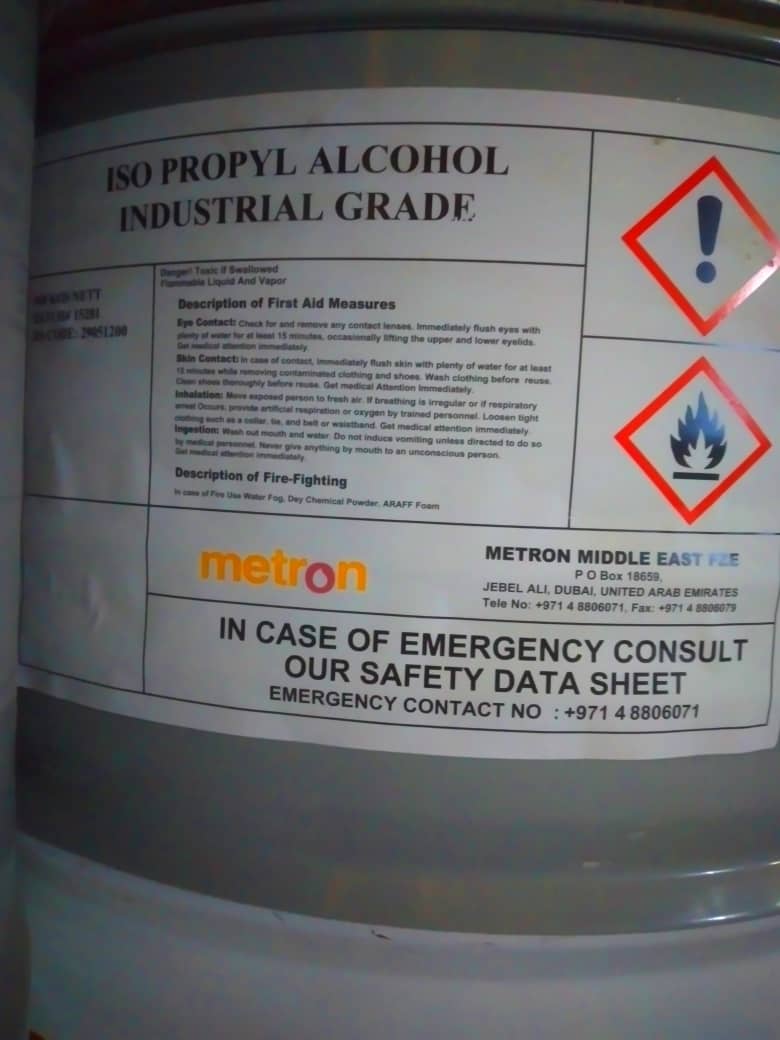 ISO PROPYL ALCOHOL
INDUSTRIAL GRADE
KGS NETT
BATCH# 15281
HS CODE: 29051200
Danger! Toxic if Swallowed
Flammable Liquid And Vapor
Description of First Aid Measures
Eye Contact: Check for and remove any contact lenses. Immediately flush eyes with
plenty of water for at least 15 minutes, occasionally lifting the upper and lower eyelids.
Get medical attention immediately.
Skin Contact: In case of contact, immediately flush skin with plenty of water for at least
15 minutes while removing contaminated clothing and shoes. Wash clothing before reuse.
Clean shoes thoroughly before reuse. Get medical Attention Immediately.
Inhalation: Move exposed person to fresh air. If breathing is irregular or if respiratory
arrest Occurs, provide artificial respiration or oxygen by trained personnel. Loosen tight
clothing such as a collar, tie, and belt or waistband. Get medical attention immediately.
Ingestion: Wash out mouth and water. Do not induce vomiting unless directed to do so
by medical personnel. Never give anything by mouth to an unconscious person.
Get medical attention immediately.
Description of Fire-Fighting
In case of Fire Use Water Fog, Dey Chemical Powder, ARAFF Foam
metron
METRON MIDDLE EAST FZE
P O Box 18659,
JEBEL ALI, DUBAI, UNITED ARAB EMIRATES
Tele No: +971 4 8806071, Fax: +971 4 8806079
IN CASE OF EMERGENCY CONSULT
OUR SAFETY DATA SHEET
EMERGENCY CONTACT NO : +971 4 8806071